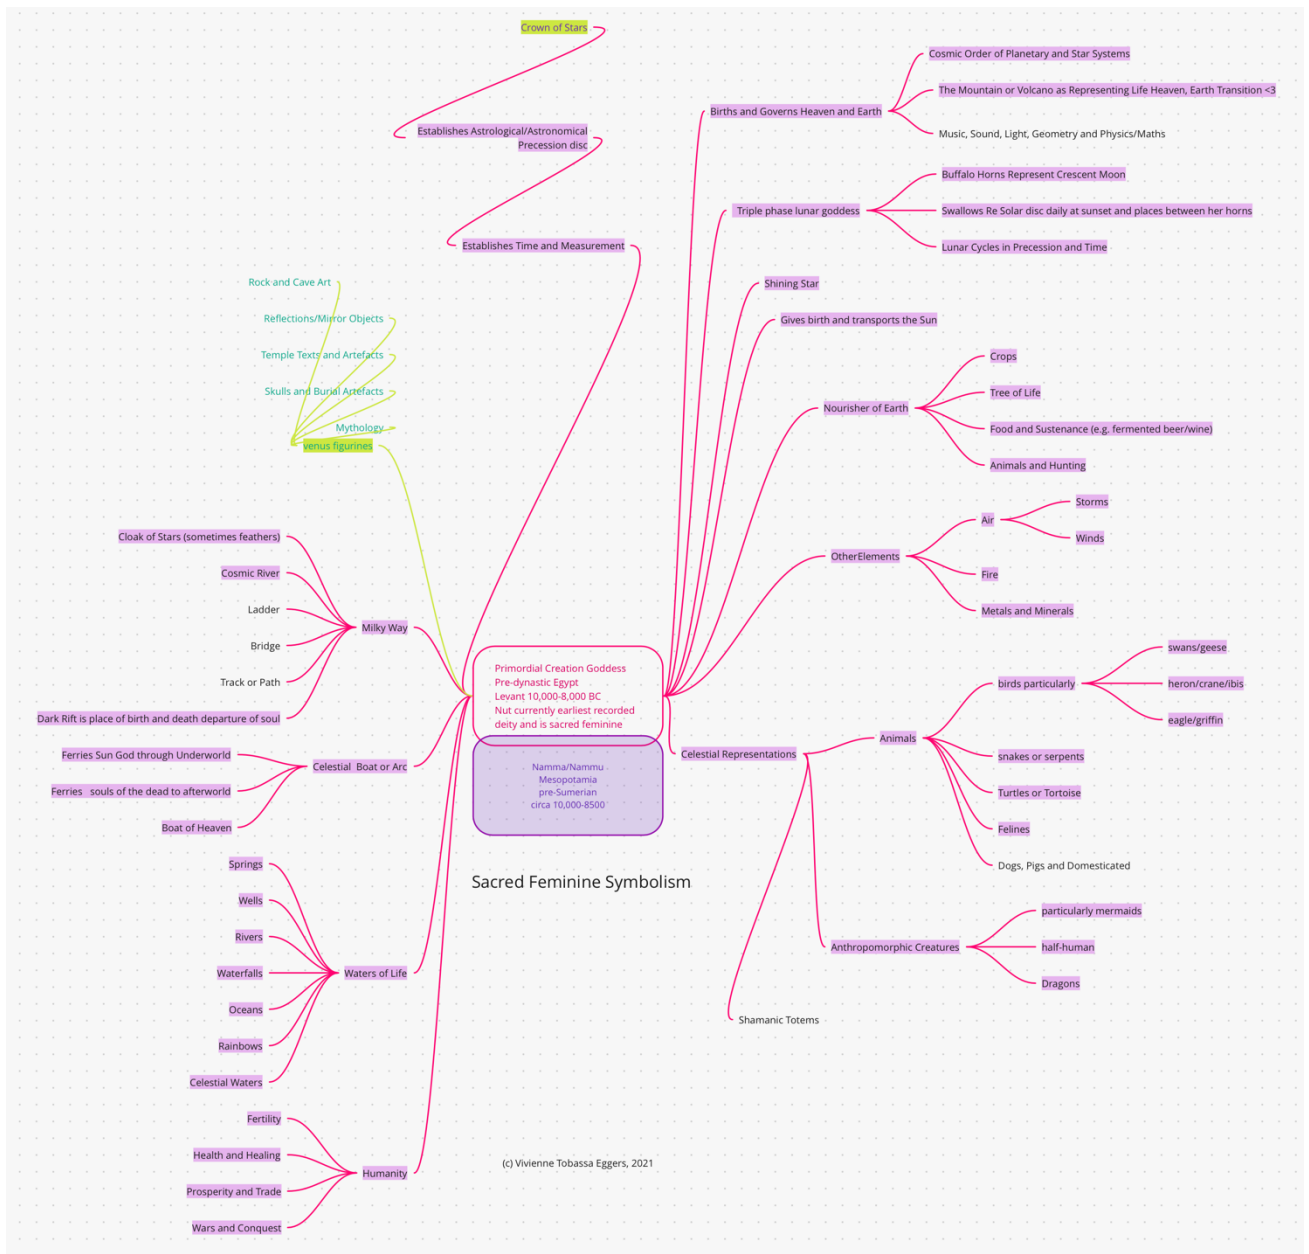 Crown of Stars
Establishes Astrological/Astronomical
Precession disc
Establishes Time and Measurement
Rock and Cave Art
Reflections/Mirror Objects
Temple Texts and Artefacts
Skulls and Burial Artefacts
Mythology
venus figurines
Cloak of Stars (sometimes feathers)
Cosmic River
Ladder
Bridge
Track or Path
Dark Rift is place of birth and death departure of soul
Milky Way
Ferries Sun God through Underworld
Ferries souls of the dead to afterworld
Boat of Heaven
Celestial Boat or Arc
Springs
Wells
Rivers
Waterfalls
Oceans
Rainbows
Celestial Waters
Waters of Life
Fertility
Health and Healing
Prosperity and Trade
Wars and Conquest
Humanity
Primordial Creation Goddess
Pre-dynastic Egypt
Levant 10,000-8,000 BC
Nut currently earliest recorded
deity and is sacred feminine
Namma/Nammu
Mesopotamia
pre-Sumerian
circa 10,000-8500
Sacred Feminine Symbolism
(c) Vivienne Tobassa Eggers, 2021
Births and Governs Heaven and Earth
Cosmic Order of Planetary and Star Systems
The Mountain or Volcano as Representing Life Heaven, Earth Transition <3
Music, Sound, Light, Geometry and Physics/Maths
Triple phase lunar goddess
Buffalo Horns Represent Crescent Moon
Swallows Re Solar disc daily at sunset and places between her horns
Lunar Cycles in Precession and Time
Shining Star
Gives birth and transports the Sun
Nourisher of Earth
Crops
Tree of Life
Food and Sustenance (e.g. fermented beer/wine)
Animals and Hunting
OtherElements
Air
Storms
Winds
Fire
Metals and Minerals
Celestial Representations
Animals
birds particularly
swans/geese
heron/crane/ibis
eagle/griffin
snakes or serpents
Turtles or Tortoise
Felines
Dogs, Pigs and Domesticated
Anthropomorphic Creatures
particularly mermaids
half-human
Dragons
Shamanic Totems